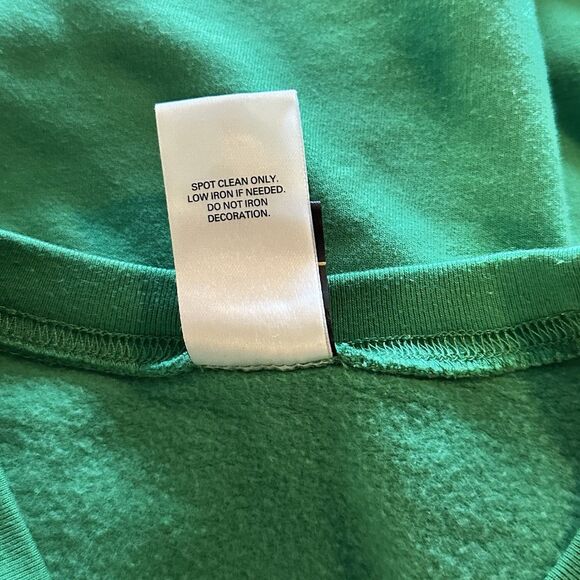 SPOT CLEAN ONLY.
LOW IRON IF NEEDED.
DO NOT IRON
DECORATION.